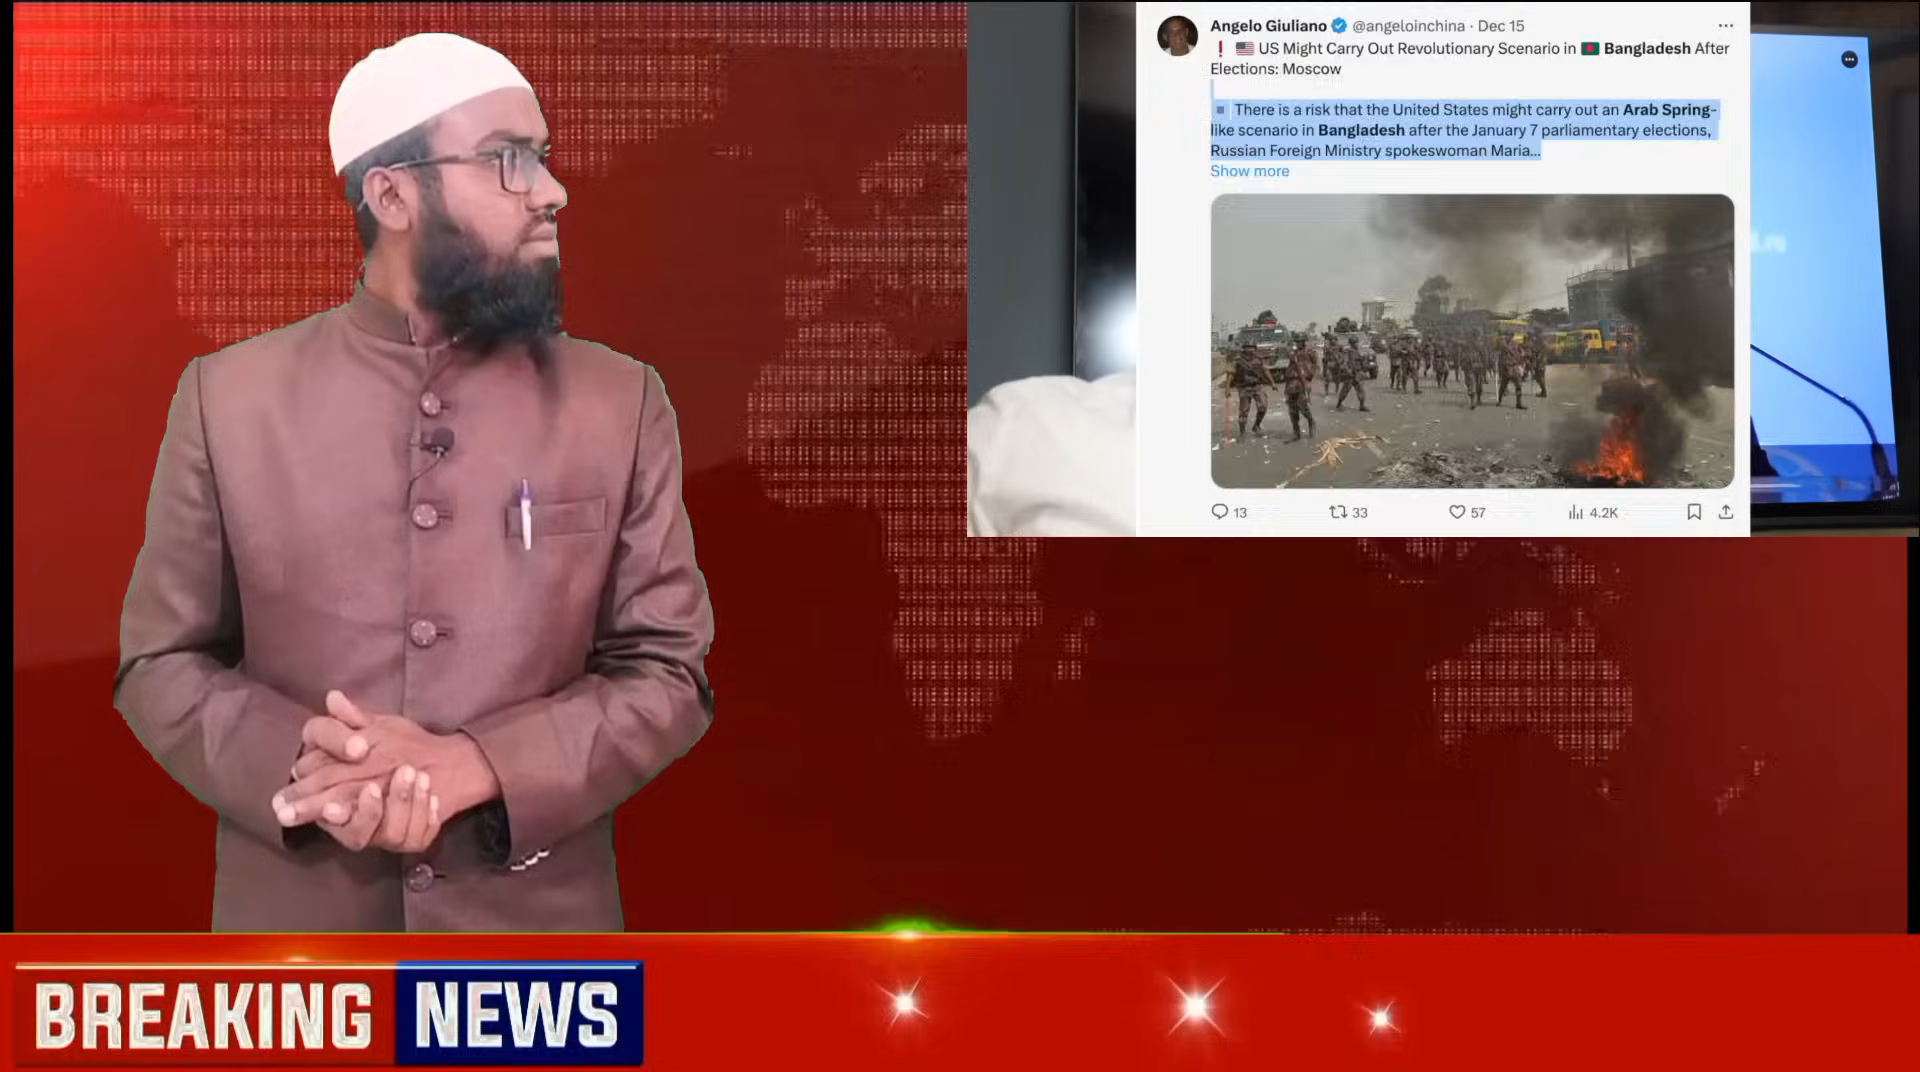 Angelo Giuliano @angeloinchina · Dec 15
❗ 🇺🇸 US Might Carry Out Revolutionary Scenario in 🇧🇩 Bangladesh After
Elections: Moscow
▪ There is a risk that the United States might carry out an Arab Spring-
like scenario in Bangladesh after the January 7 parliamentary elections,
Russian Foreign Ministry spokeswoman Maria...
Show more
13 33 57 4.2K
BREAKING NEWS